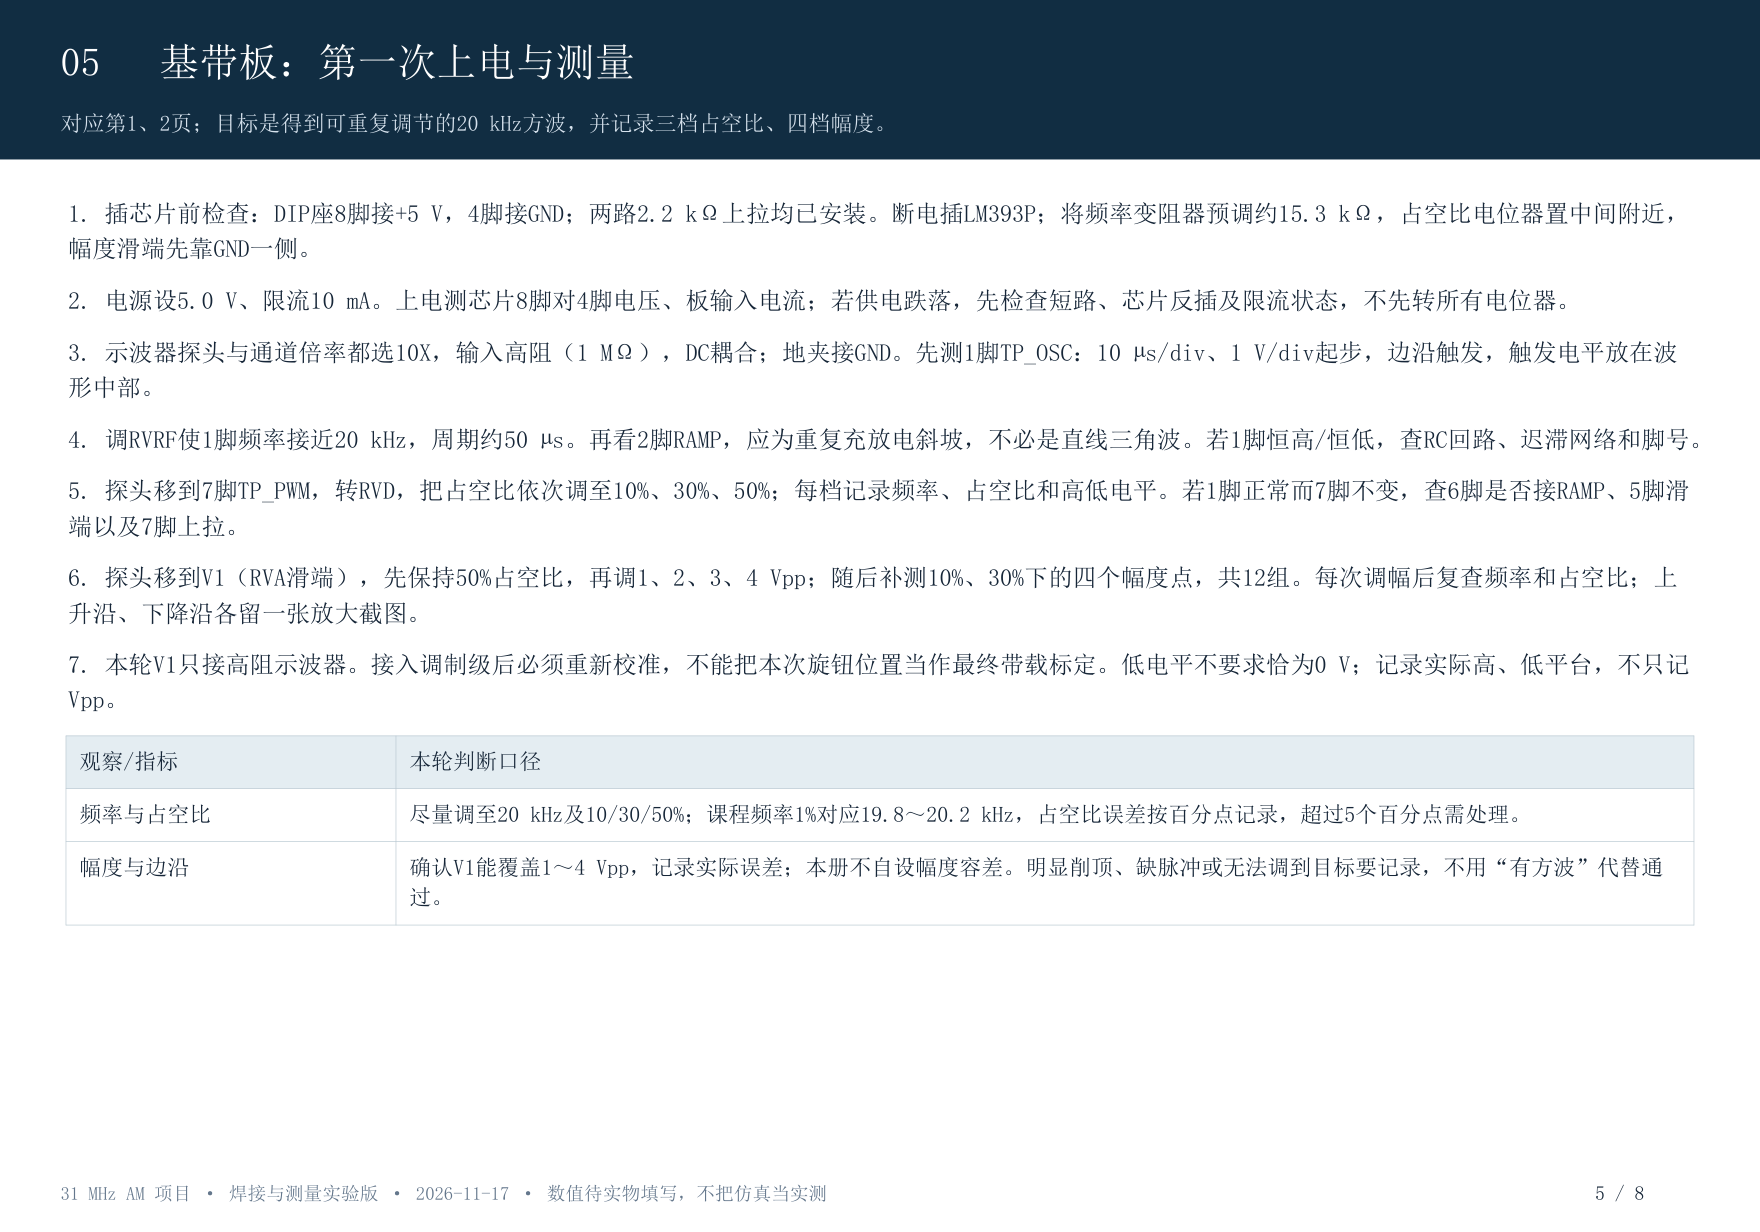 05 基带板：第一次上电与测量
对应第1、2页；目标是得到可重复调节的20 kHz方波，并记录三档占空比、四档幅度。
1. 插芯片前检查：DIP座8脚接+5 V，4脚接GND；两路2.2 kΩ上拉均已安装。断电插LM393P；将频率变阻器预调约15.3 kΩ，占空比电位器置中间附近，
幅度滑端先靠GND一侧。
2. 电源设5.0 V、限流10 mA。上电测芯片8脚对4脚电压、板输入电流；若供电跌落，先检查短路、芯片反插及限流状态，不先转所有电位器。
3. 示波器探头与通道倍率都选10X，输入高阻（1 MΩ），DC耦合；地夹接GND。先测1脚TP_OSC：10 μs/div、1 V/div起步，边沿触发，触发电平放在波
形中部。
4. 调RVRF使1脚频率接近20 kHz，周期约50 μs。再看2脚RAMP，应为重复充放电斜坡，不必是直线三角波。若1脚恒高/恒低，查RC回路、迟滞网络和脚号。
5. 探头移到7脚TP_PWM，转RVD，把占空比依次调至10%、30%、50%；每档记录频率、占空比和高低电平。若1脚正常而7脚不变，查6脚是否接RAMP、5脚滑
端以及7脚上拉。
6. 探头移到V1（RVA滑端），先保持50%占空比，再调1、2、3、4 Vpp；随后补测10%、30%下的四个幅度点，共12组。每次调幅后复查频率和占空比；上
升沿、下降沿各留一张放大截图。
7. 本轮V1只接高阻示波器。接入调制级后必须重新校准，不能把本次旋钮位置当作最终带载标定。低电平不要求恰为0 V；记录实际高、低平台，不只记
Vpp。
观察/指标 本轮判断口径
频率与占空比 尽量调至20 kHz及10/30/50%；课程频率1%对应19.8～20.2 kHz，占空比误差按百分点记录，超过5个百分点需处理。
幅度与边沿 确认V1能覆盖1～4 Vpp，记录实际误差；本册不自设幅度容差。明显削顶、缺脉冲或无法调到目标要记录，不用“有方波”代替通
过。
31 MHz AM 项目 • 焊接与测量实验版 • 2026-11-17 • 数值待实物填写，不把仿真当实测 5 / 8